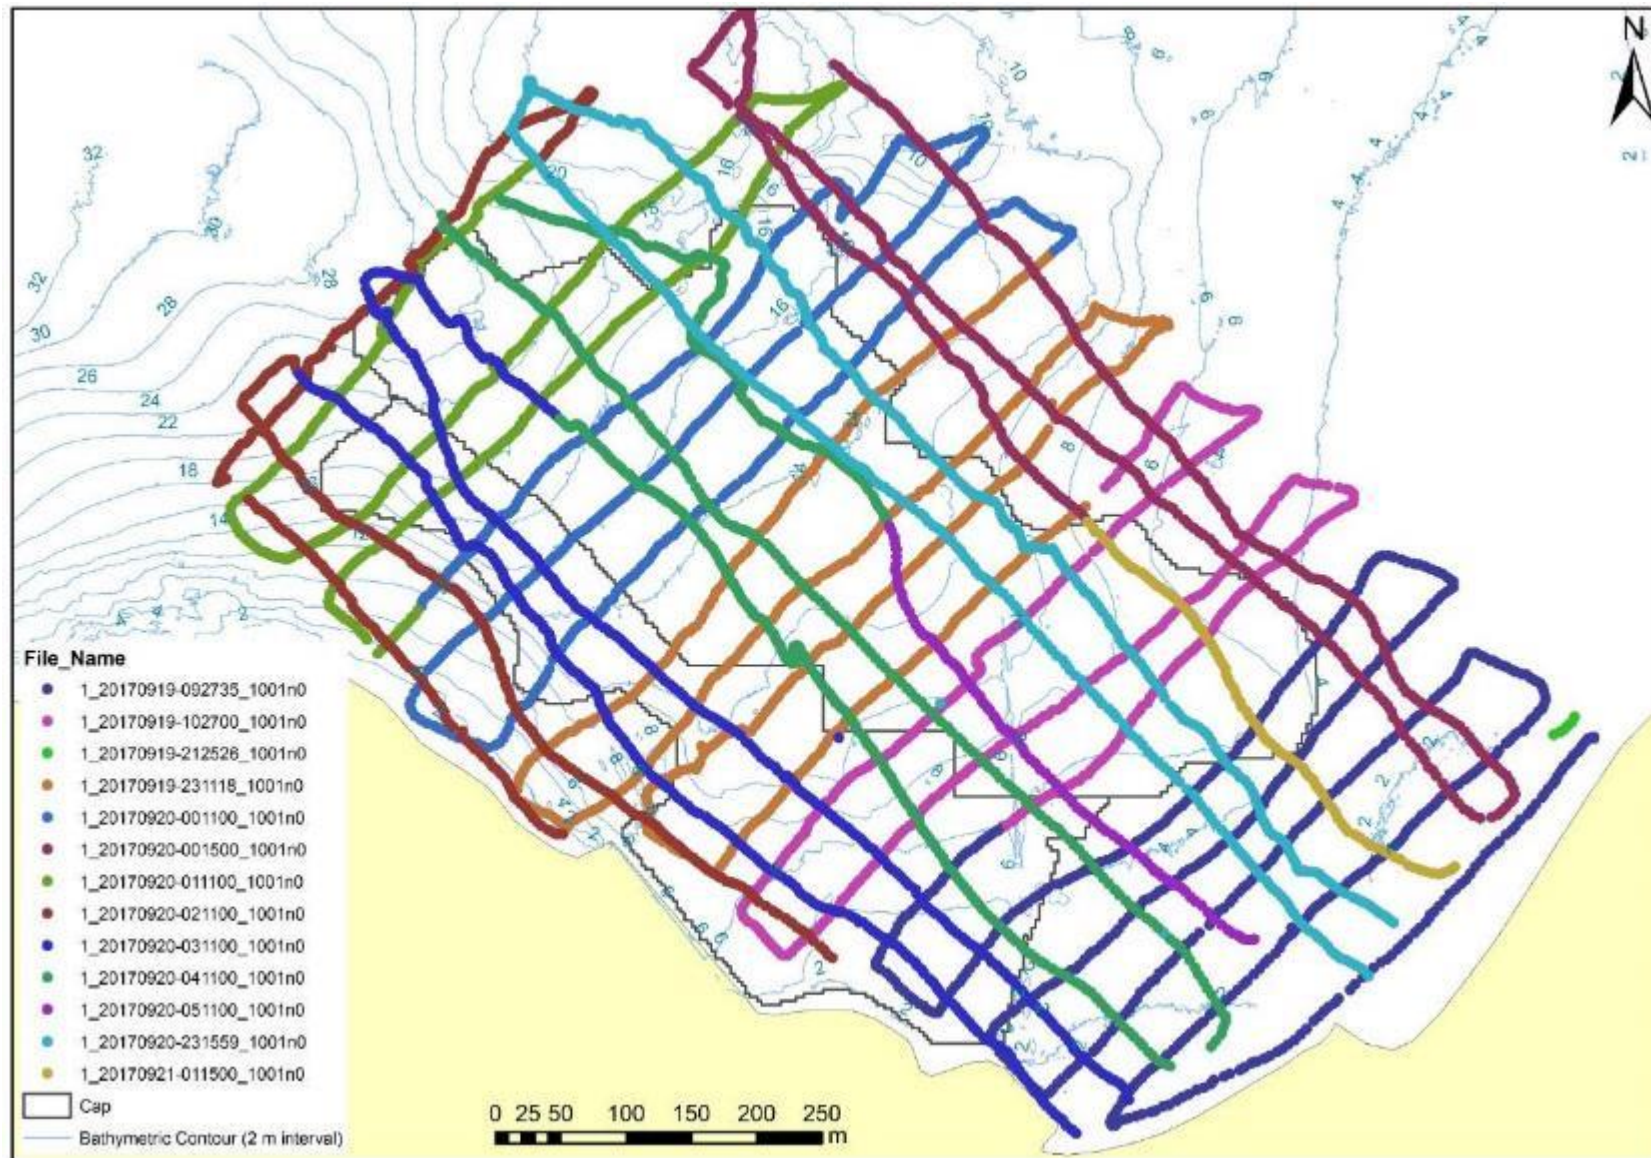 N
File_Name
1_20170919-092735_1001n0
1_20170919-102700_1001n0
1_20170919-212526_1001n0
1_20170919-231118_1001n0
1_20170920-001100_1001n0
1_20170920-001500_1001n0
1_20170920-011100_1001n0
1_20170920-021100_1001n0
1_20170920-031100_1001n0
1_20170920-041100_1001n0
1_20170920-051100_1001n0
1_20170920-231559_1001n0
1_20170921-011500_1001n0
Cap
Bathymetric Contour (2 m interval)
0 25 50 100 150 200 250
m
32
30
28
32
30
28
26
24
22
18
14
20
16
16
16
10
10
8
6
4
2